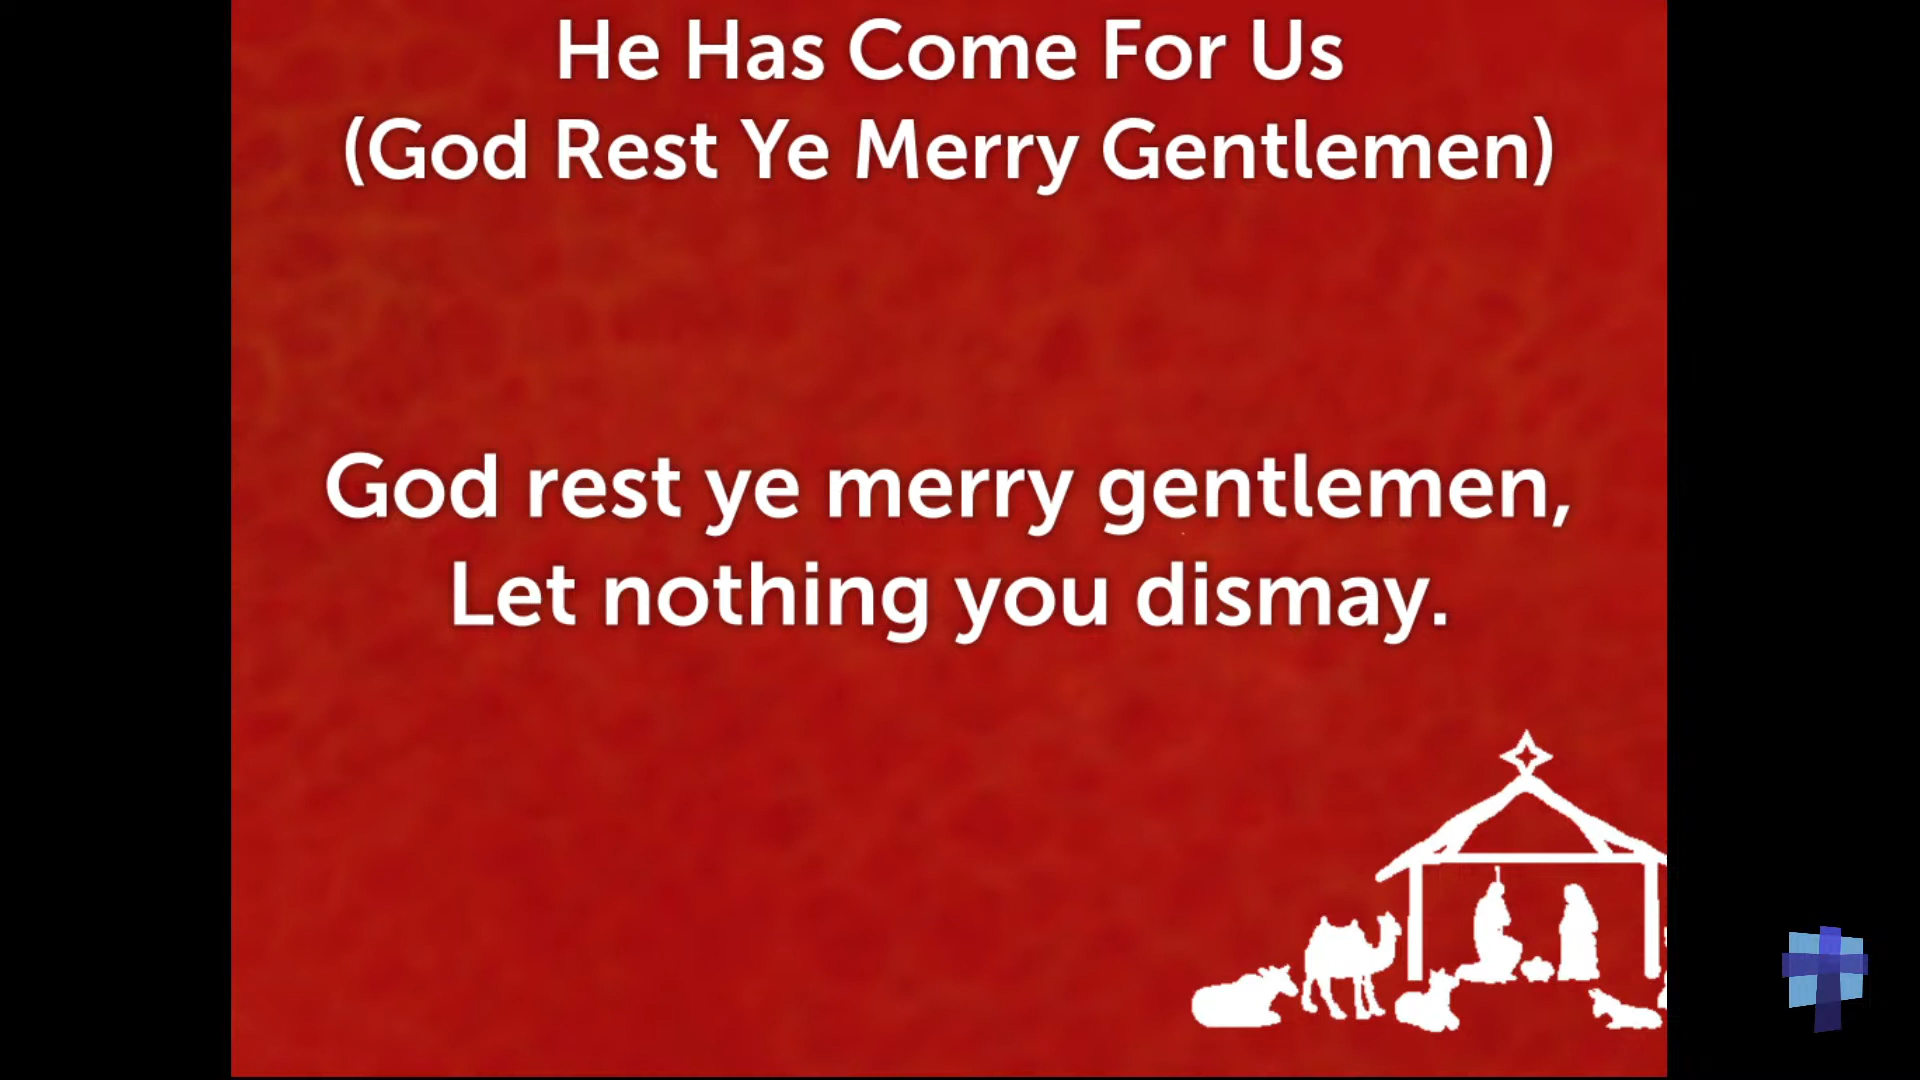 He Has Come For Us
(God Rest Ye Merry Gentlemen)
God rest ye merry gentlemen,
Let nothing you dismay.